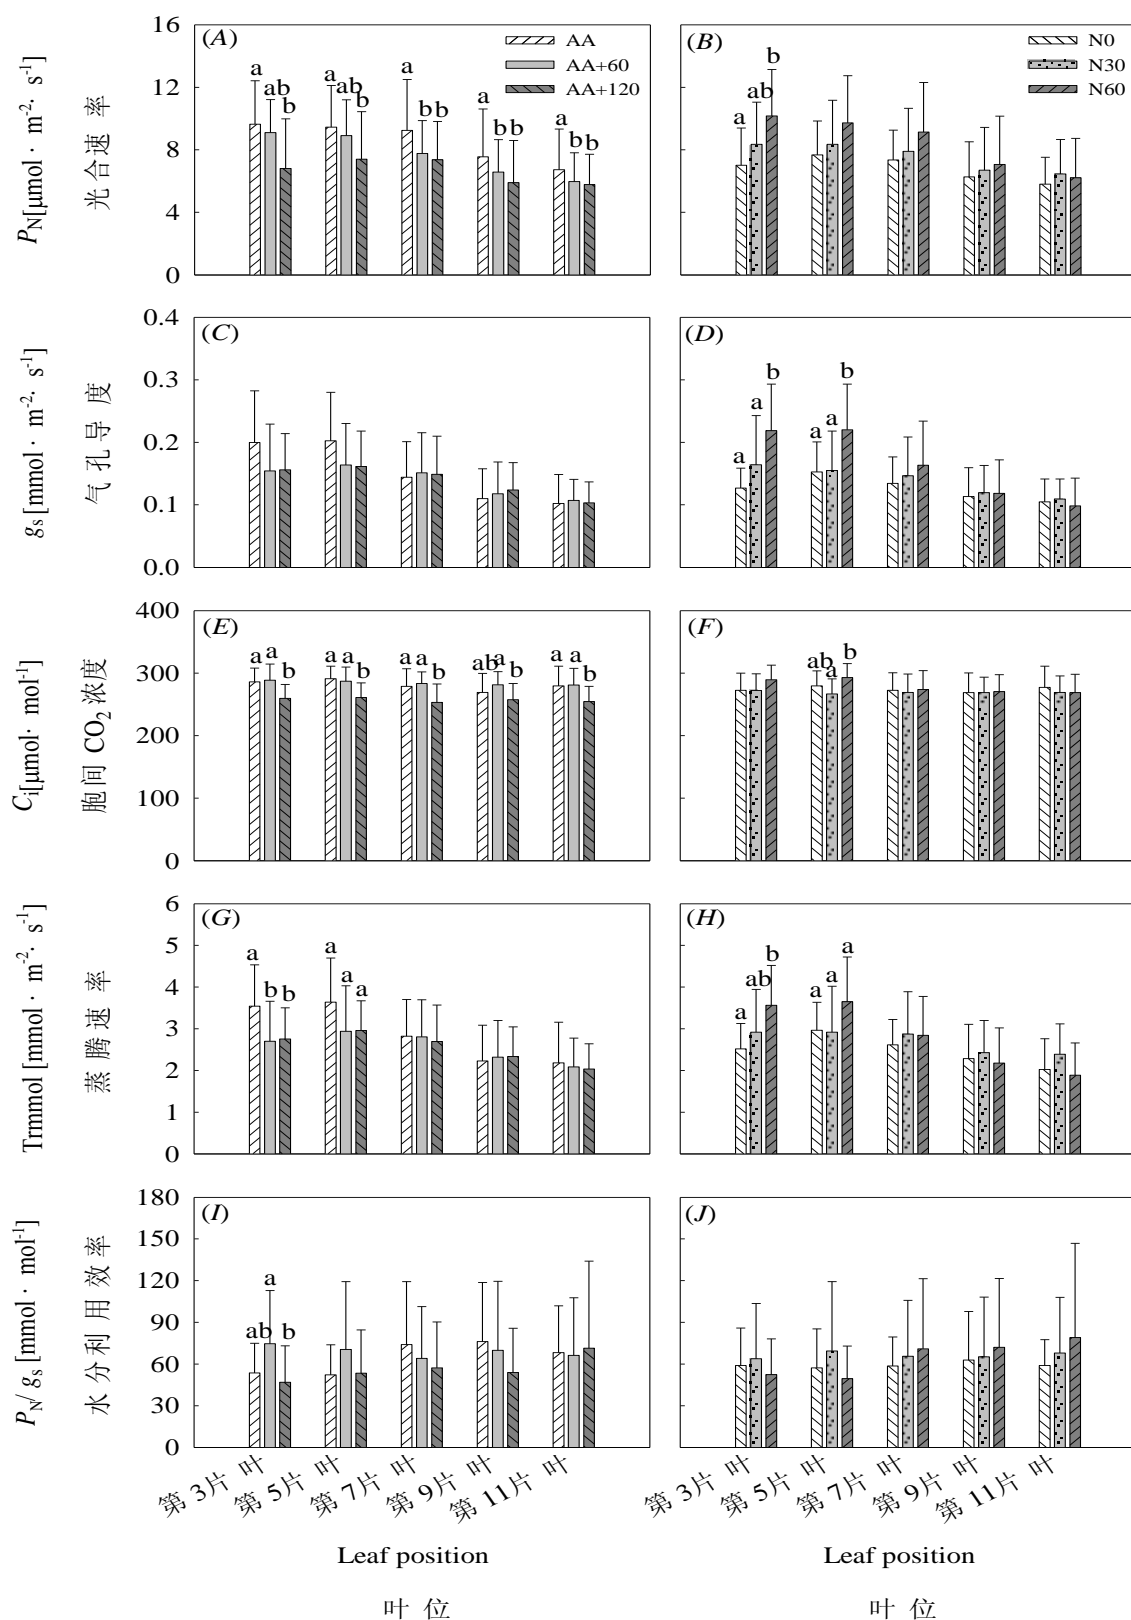 16
12
8
4
0
P_N[μmol· m⁻²· s⁻¹]
光合速率
(A)
AA
AA+60
AA+120
a ab b
a ab b
a b b
a b b
a b b
(B)
N0
N30
N60
a ab b
0.4
0.3
0.2
0.1
0.0
g_s [mmol· m⁻²· s⁻¹]
气孔导度
(C)
(D)
a a b
a a b
400
300
200
100
0
C_i[μmol· mol⁻¹]
胞间 CO₂ 浓度
(E)
a a b
a a b
a a b
ab a b
a a b
(F)
ab a b
6
5
4
3
2
1
0
Trmmol [mmol· m⁻²· s⁻¹]
蒸腾速率
(G)
a b b
a a a
(H)
a ab b
a a a
180
150
120
90
60
30
0
P_N/ g_s [mmol· mol⁻¹]
水分利用效率
(I)
ab a b
(J)
第 3片 叶
第 5片 叶
第 7片 叶
第 9片 叶
第 11片 叶
Leaf position
叶 位
第 3片 叶
第 5片 叶
第 7片 叶
第 9片 叶
第 11片 叶
Leaf position
叶 位